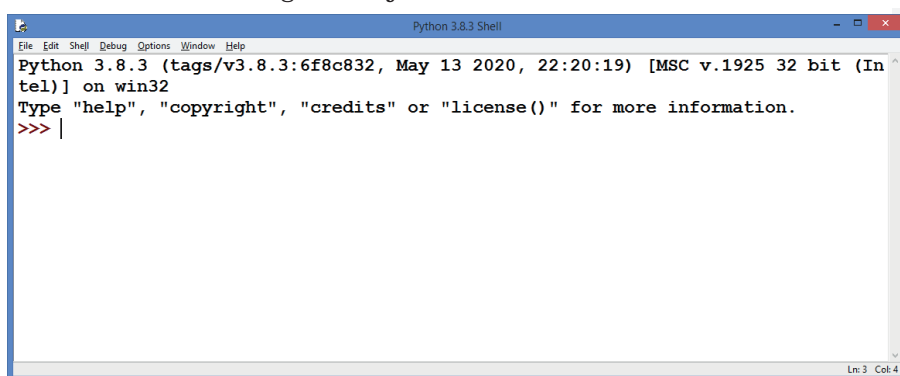 Python 3.8.3 Shell
File Edit Shell Debug Options Window Help
Python 3.8.3 (tags/v3.8.3:6f8c832, May 13 2020, 22:20:19) [MSC v.1925 32 bit (In
tel)] on win32
Type "help", "copyright", "credits" or "license()" for more information.
>>>
Ln: 3 Col: 4